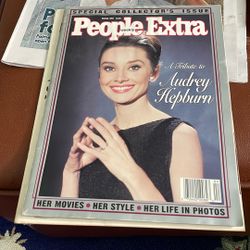 SPECIAL COLLECTOR'S ISSUE
People Extra
A Tribute to
Audrey
Hepburn
HER MOVIES • HER STYLE • HER LIFE IN PHOTOS